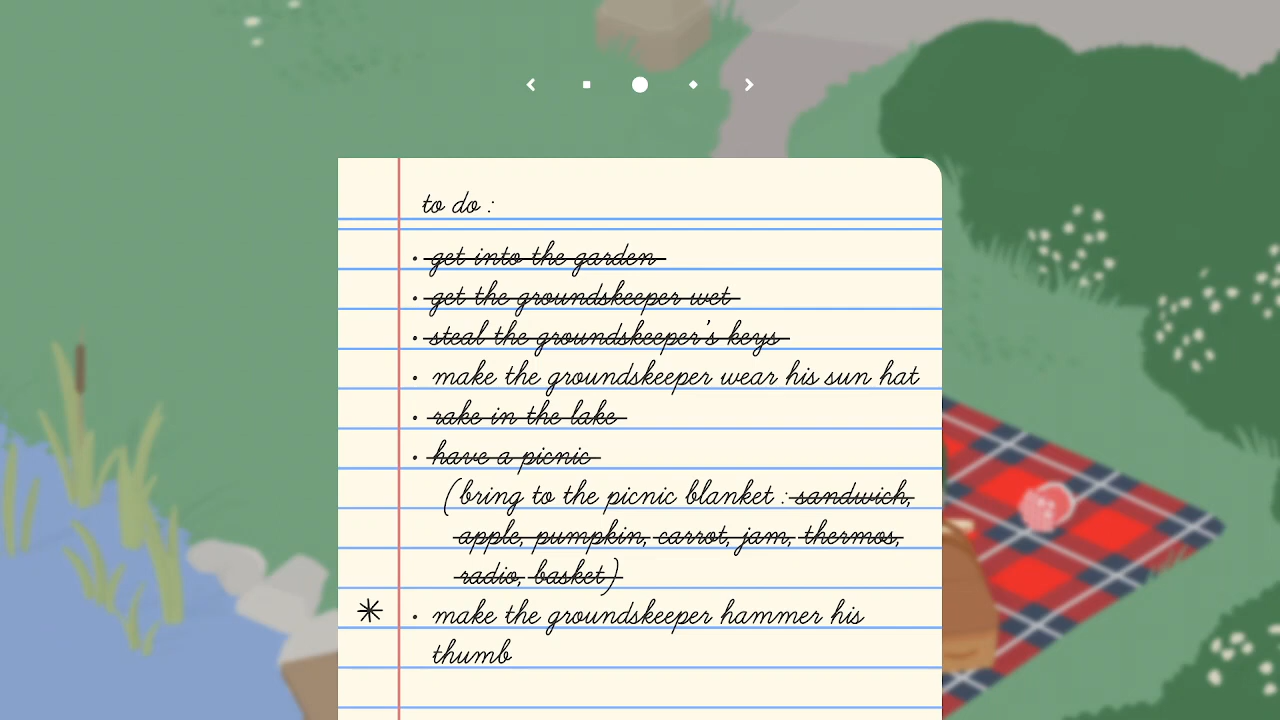 to do :
• get into the garden
• get the groundskeeper wet
• steal the groundskeeper's keys
• make the groundskeeper wear his sun hat
• rake in the lake
• have a picnic
(bring to the picnic blanket : sandwich,
apple, pumpkin, carrot, jam, thermos,
radio, basket)
• make the groundskeeper hammer his
thumb